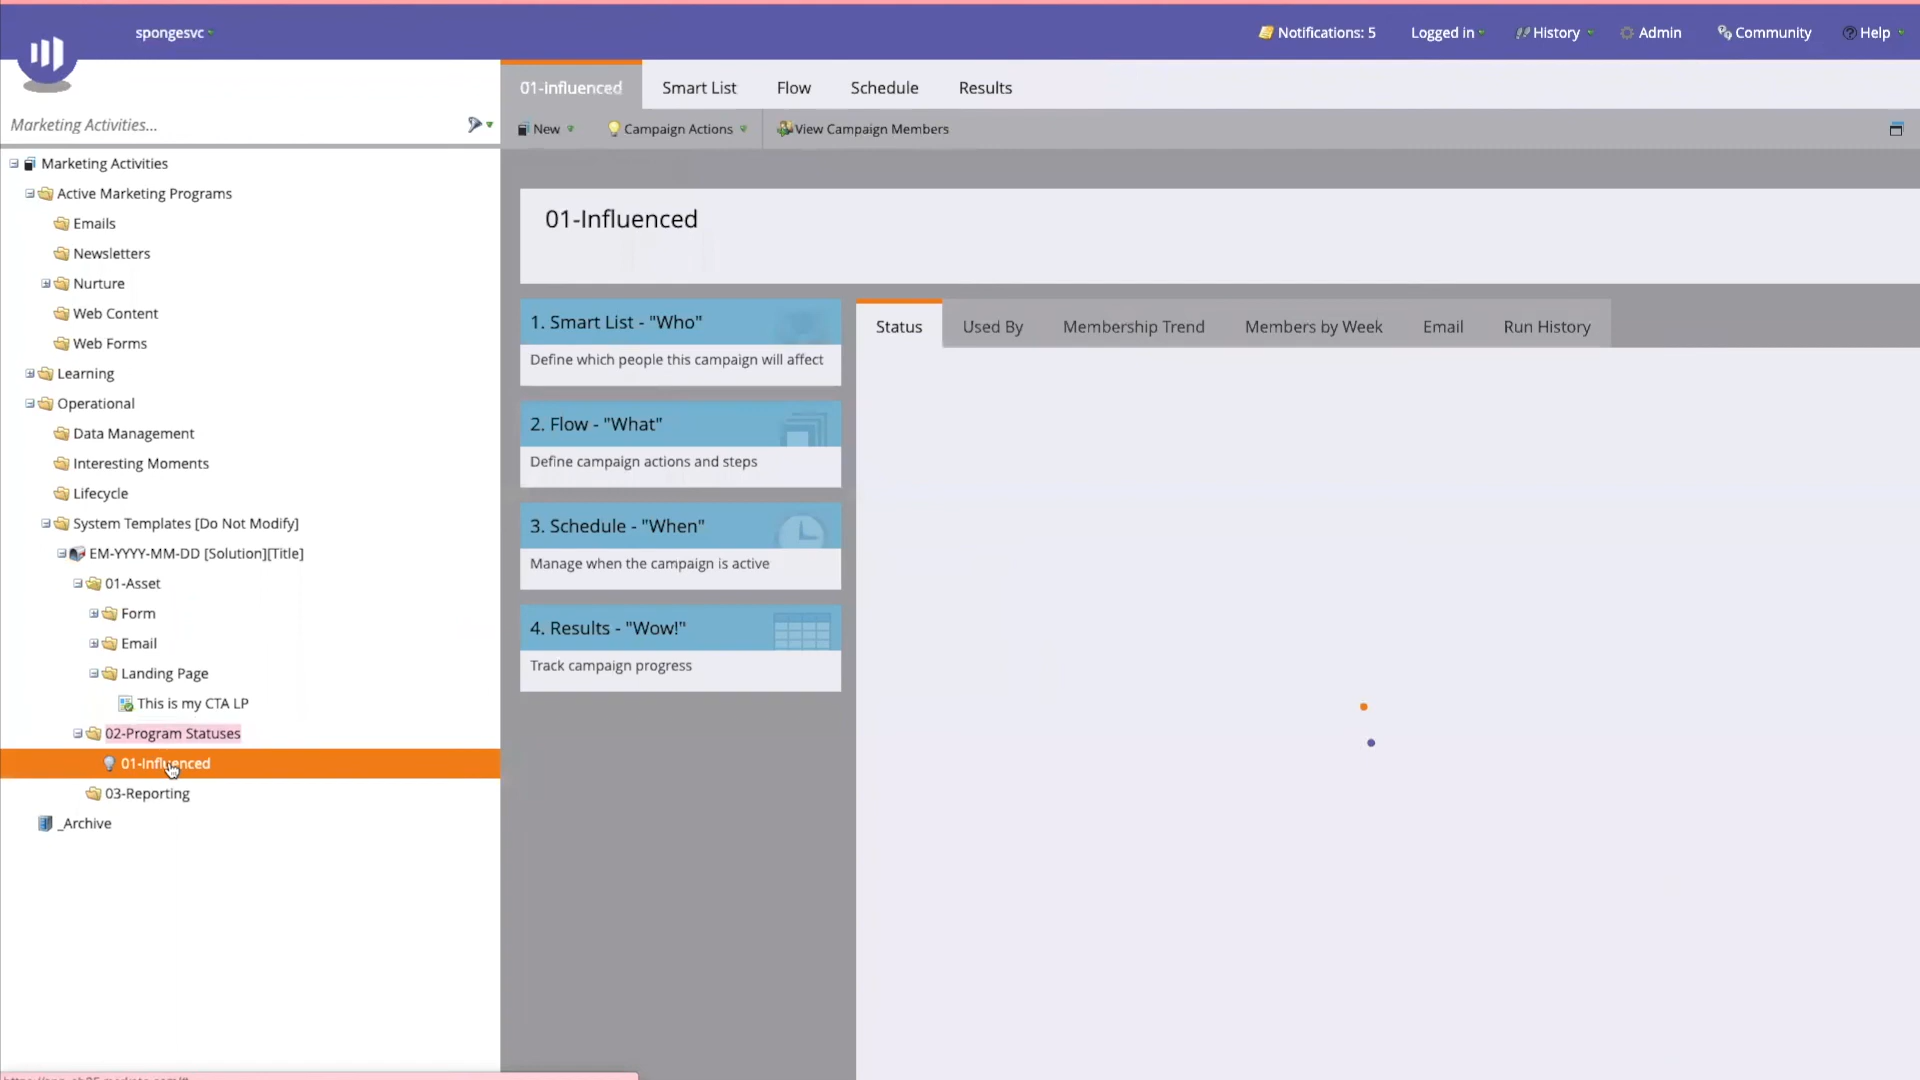 spongesvc
Notifications: 5
Logged in
History
Admin
Community
Help
01-Influenced
Smart List
Flow
Schedule
Results
Marketing Activities...
New
Campaign Actions
View Campaign Members
Marketing Activities
Active Marketing Programs
Emails
Newsletters
Nurture
Web Content
Web Forms
Learning
Operational
Data Management
Interesting Moments
Lifecycle
System Templates [Do Not Modify]
EM-YYYY-MM-DD [Solution][Title]
01-Asset
Form
Email
Landing Page
This is my CTA LP
02-Program Statuses
01-Influenced
03-Reporting
_Archive
01-Influenced
1. Smart List - "Who"
Define which people this campaign will affect
2. Flow - "What"
Define campaign actions and steps
3. Schedule - "When"
Manage when the campaign is active
4. Results - "Wow!"
Track campaign progress
Status
Used By
Membership Trend
Members by Week
Email
Run History